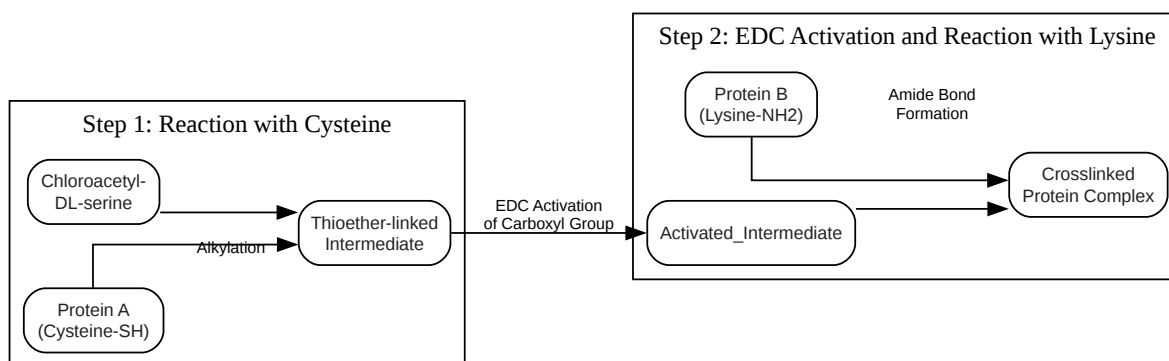 Step 1: Reaction with Cysteine
Chloroacetyl-
DL-serine
Alkylation
Protein A
(Cysteine-SH)
Thioether-linked
Intermediate
EDC Activation
of Carboxyl Group
Step 2: EDC Activation and Reaction with Lysine
Protein B
(Lysine-NH2)
Amide Bond
Formation
Activated_Intermediate
Crosslinked
Protein Complex